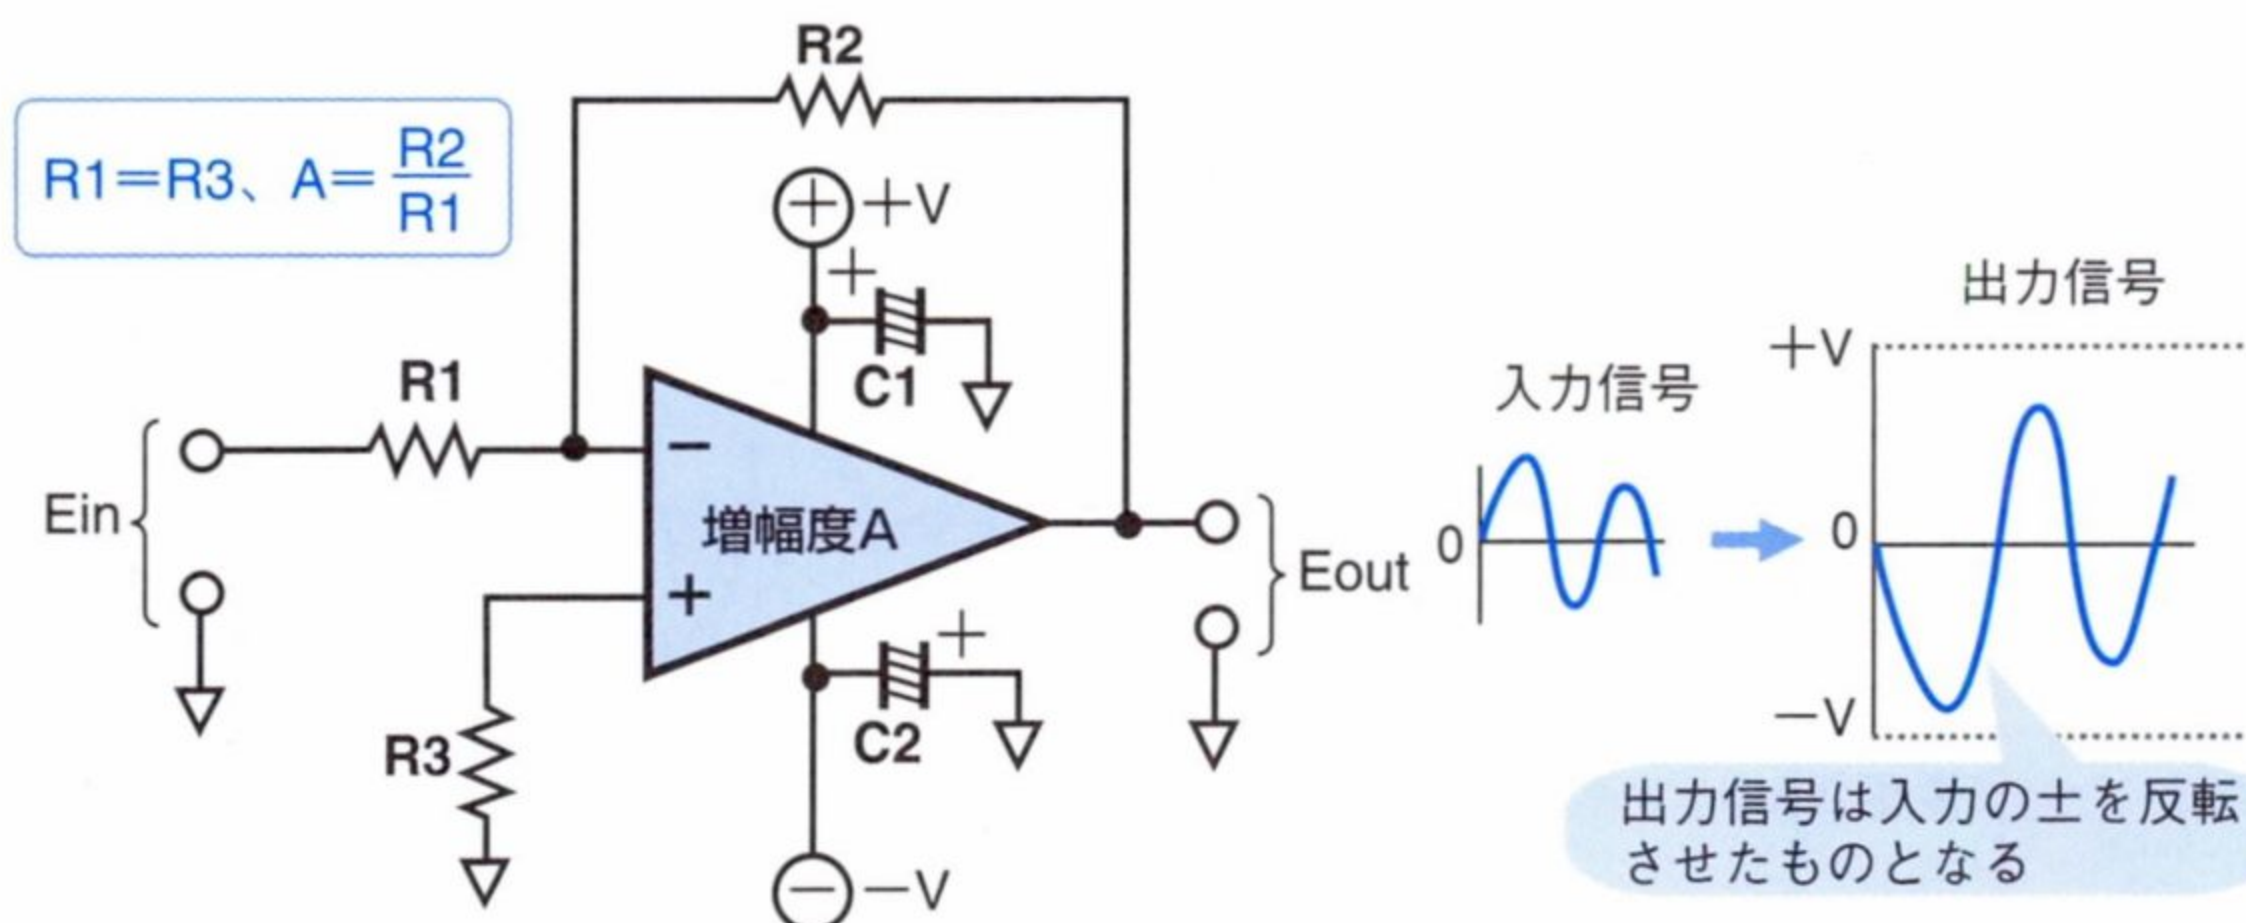 R2
R1＝R3、A＝R2/R1
＋V
＋
C1
R1
−
Ein
増幅度A
＋
Eout
＋
C2
R3
−V
入力信号
0
出力信号
＋V
0
−V
出力信号は入力の±を反転
させたものとなる